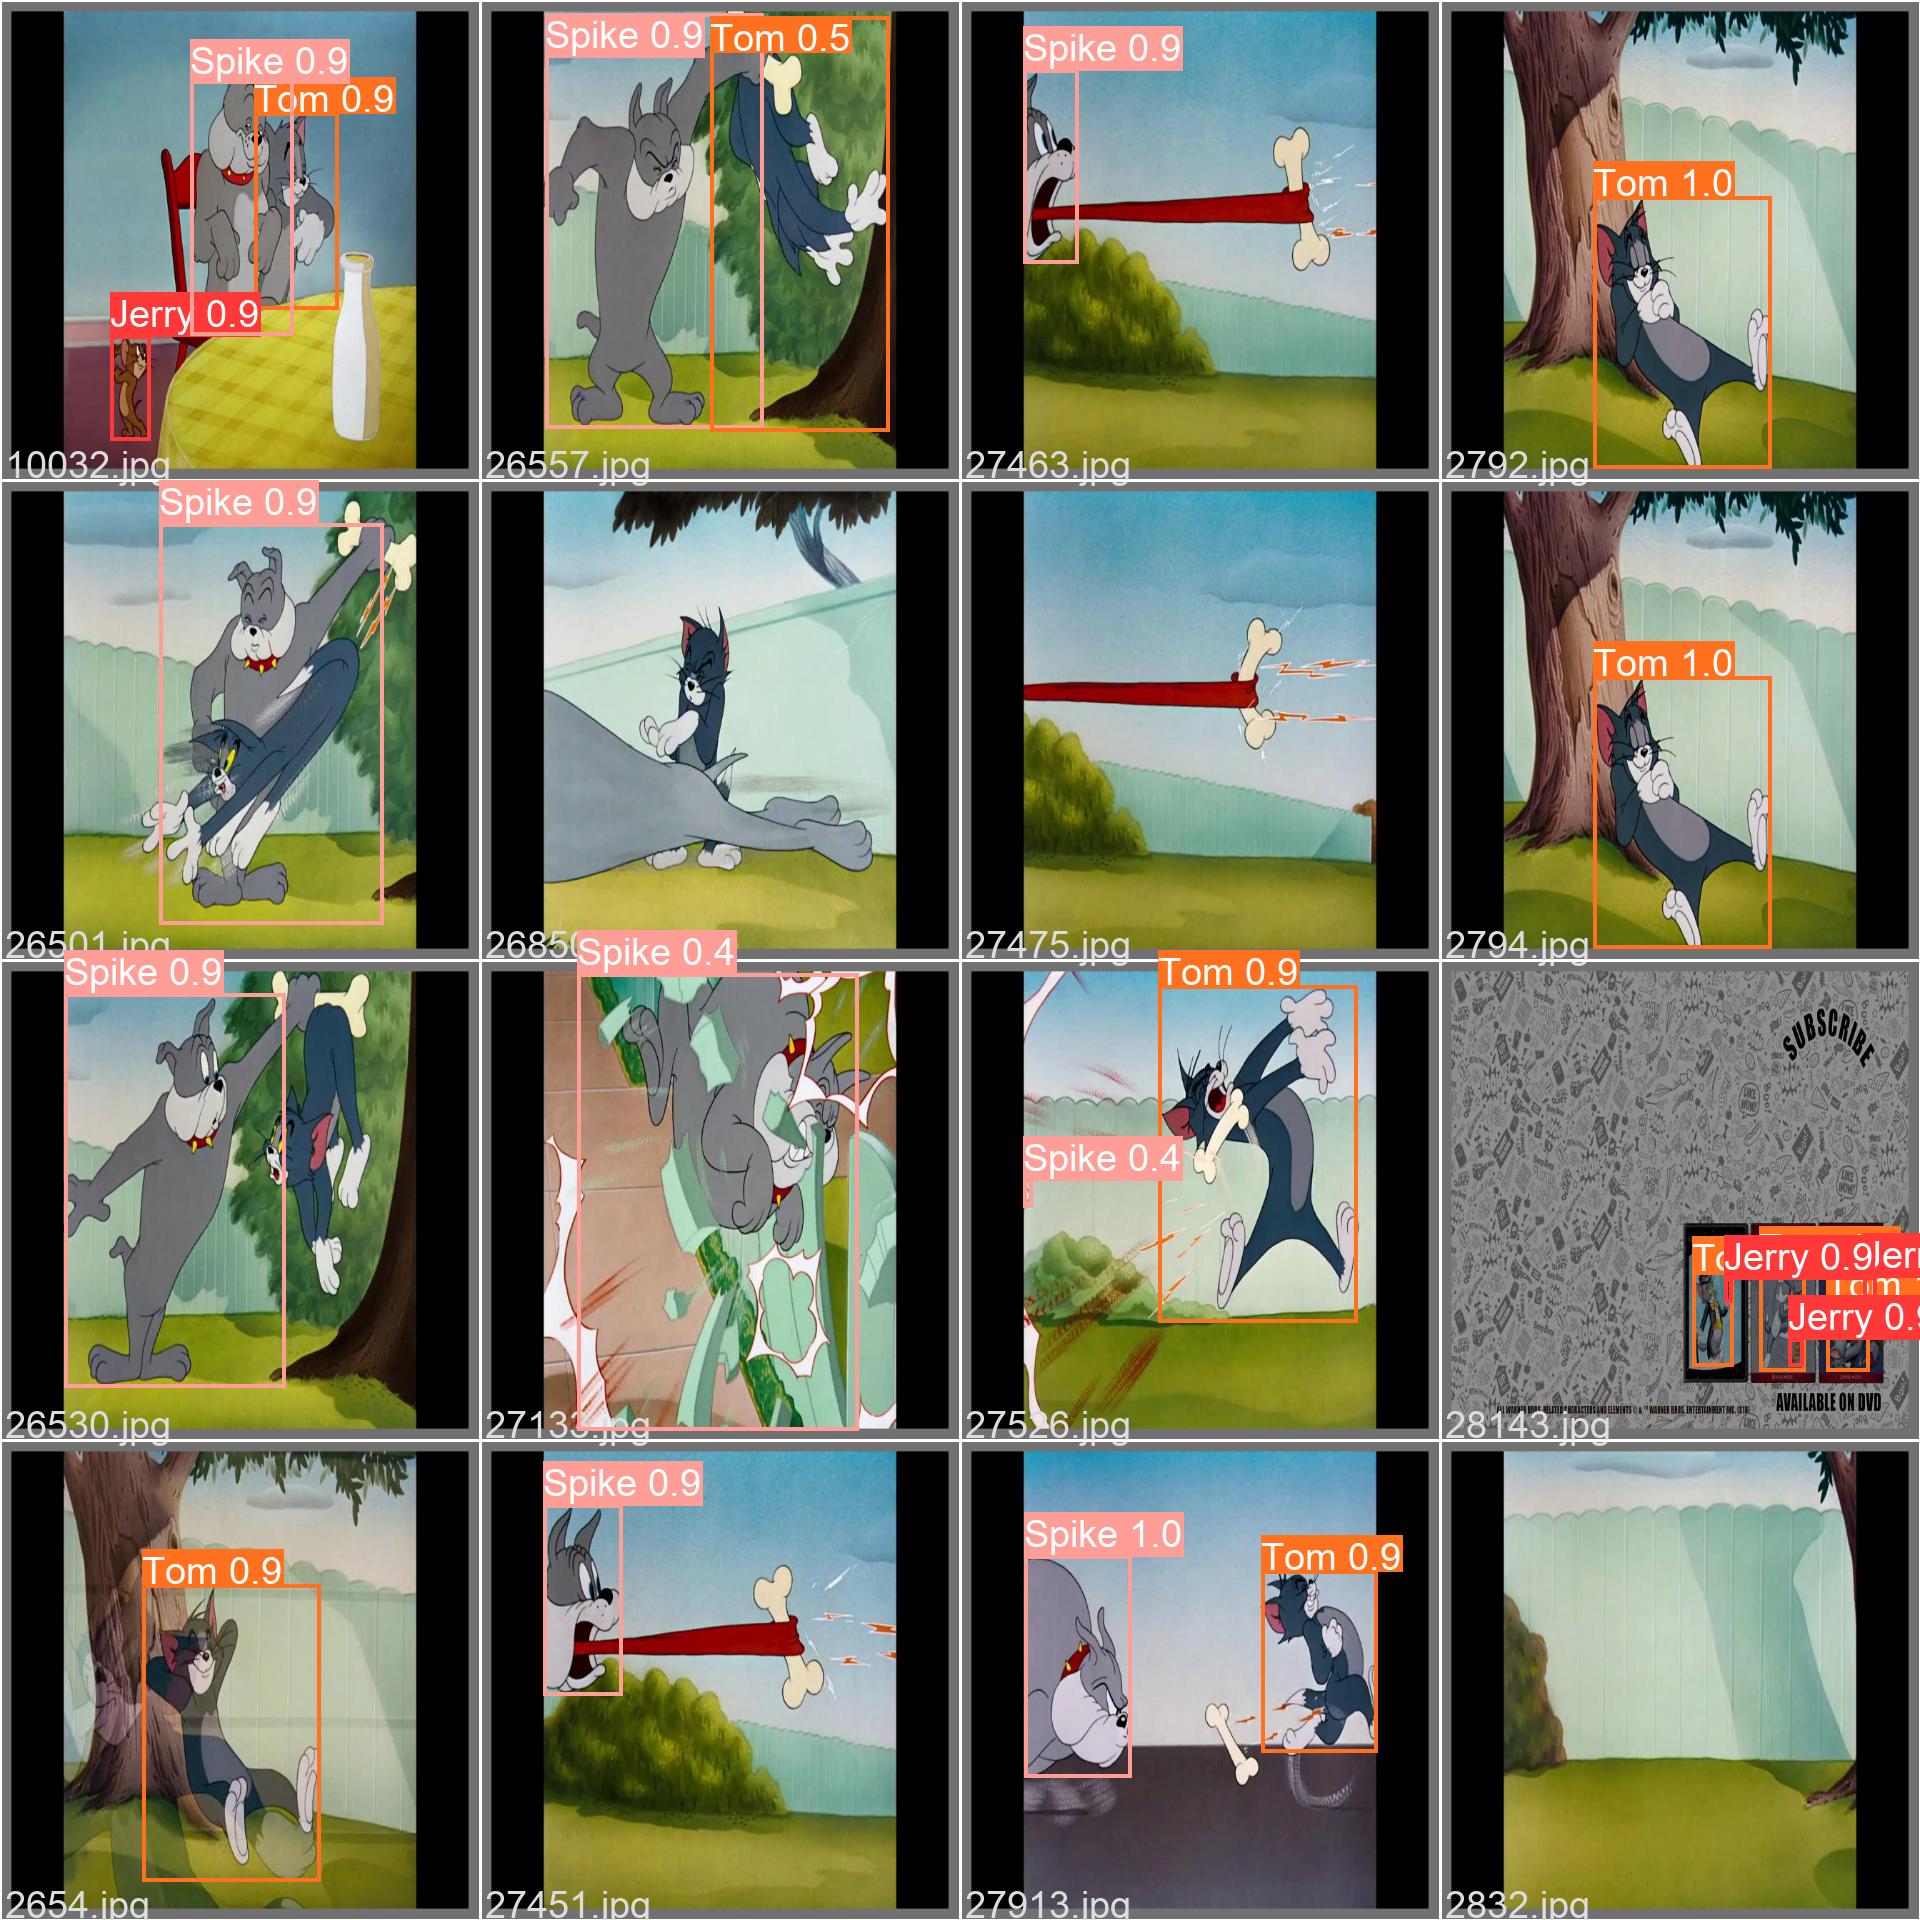 Spike 0.9
Tom 0.9
Jerry 0.9
10032.jpg
Spike 0.9
Tom 0.5
26557.jpg
Spike 0.9
27463.jpg
Tom 1.0
2792.jpg
Spike 0.9
26501.jpg
27475.jpg
Tom 1.0
2794.jpg
Spike 0.9
26530.jpg
Spike 0.4
Tom 0.9
Spike 0.4
27526.jpg
SUBSCRIBE
Jerry 0.9
Tom
Jerry
AVAILABLE ON DVD
28143.jpg
Tom 0.9
2654.jpg
Spike 0.9
27451.jpg
Spike 1.0
Tom 0.9
27913.jpg
2832.jpg